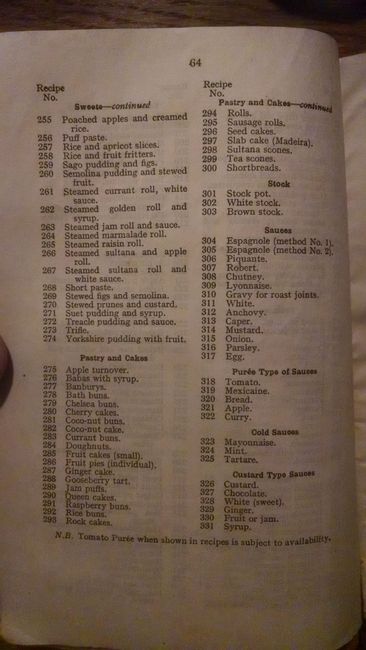 64
Recipe
No.
Sweets—continued
255 Poached apples and creamed
rice.
256 Puff paste.
257 Rice and apricot slices.
258 Rice and fruit fritters.
259 Sago pudding and figs.
260 Semolina pudding and stewed
fruit.
261 Steamed currant roll, white
sauce.
262 Steamed golden roll and
syrup.
263 Steamed jam roll and sauce.
264 Steamed marmalade roll.
265 Steamed raisin roll.
266 Steamed sultana and apple
roll.
267 Steamed sultana roll and
white sauce.
268 Short paste.
269 Stewed figs and semolina.
270 Stewed prunes and custard.
271 Suet pudding and syrup.
272 Treacle pudding and sauce.
273 Trifle.
274 Yorkshire pudding with fruit.
Pastry and Cakes
275 Apple turnover.
276 Babas with syrup.
277 Banburys.
278 Bath buns.
279 Chelsea buns.
280 Cherry cakes.
281 Coco-nut buns.
282 Coco-nut cake.
283 Currant buns.
284 Doughnuts.
285 Fruit cakes (small).
286 Fruit pies (individual).
287 Ginger cake.
288 Gooseberry tart.
289 Jam puffs.
290 Queen cakes.
291 Raspberry buns.
292 Rice buns.
293 Rock cakes.
Recipe
No.
Pastry and Cakes—continued
294 Rolls.
295 Sausage rolls.
296 Seed cakes.
297 Slab cake (Madeira).
298 Sultana scones.
299 Tea scones.
300 Shortbreads.
Stock
301 Stock pot.
302 White stock.
303 Brown stock.
Sauces
304 Espagnole (method No. 1).
305 Espagnole (method No. 2).
306 Piquante.
307 Robert.
308 Chutney.
309 Lyonnaise.
310 Gravy for roast joints.
311 White.
312 Anchovy.
313 Caper.
314 Mustard.
315 Onion.
316 Parsley.
317 Egg.
Purée Type of Sauces
318 Tomato.
319 Mexicaine.
320 Bread.
321 Apple.
322 Curry.
Cold Sauces
323 Mayonnaise.
324 Mint.
325 Tartare.
Custard Type Sauces
326 Custard.
327 Chocolate.
328 White (sweet).
329 Ginger.
330 Fruit or jam.
331 Syrup.
N.B. Tomato Purée when shown in recipes is subject to availability.